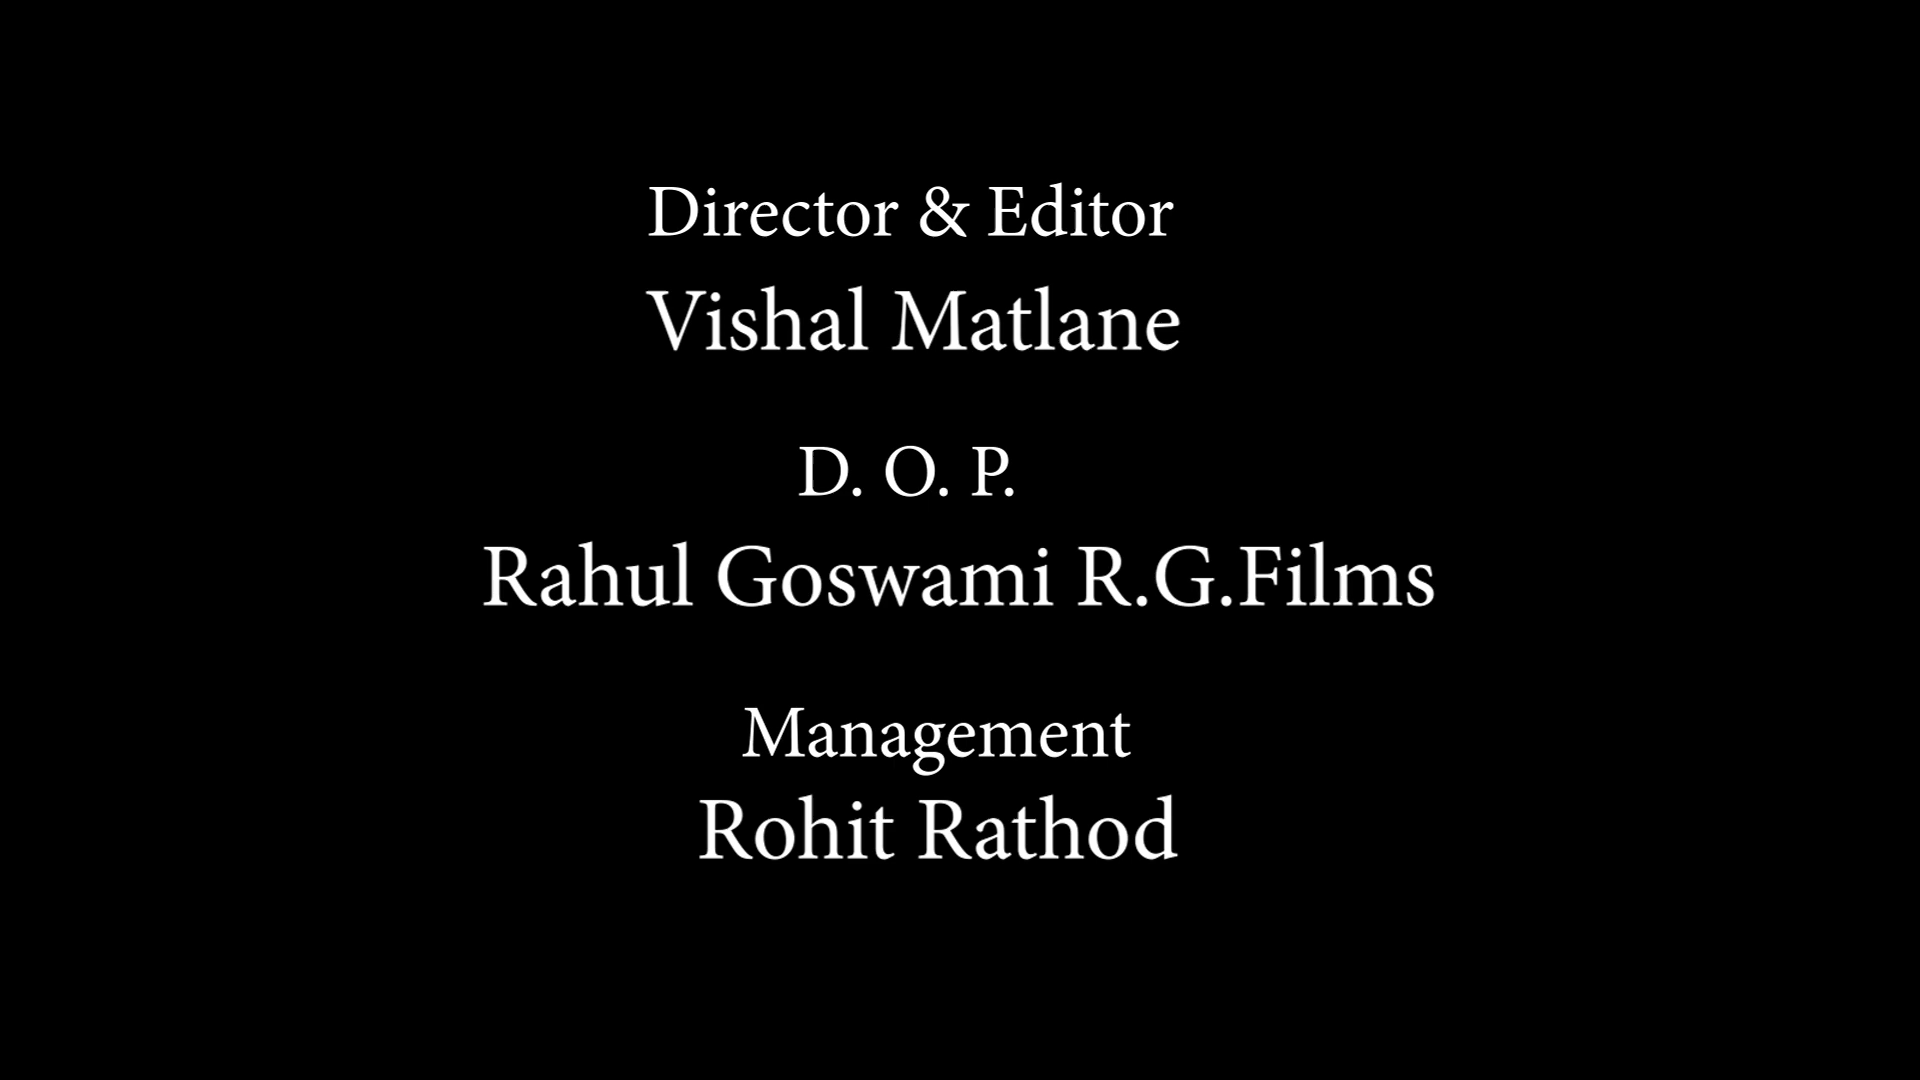 Director & Editor
Vishal Matlane
D. O. P.
Rahul Goswami R.G.Films
Management
Rohit Rathod